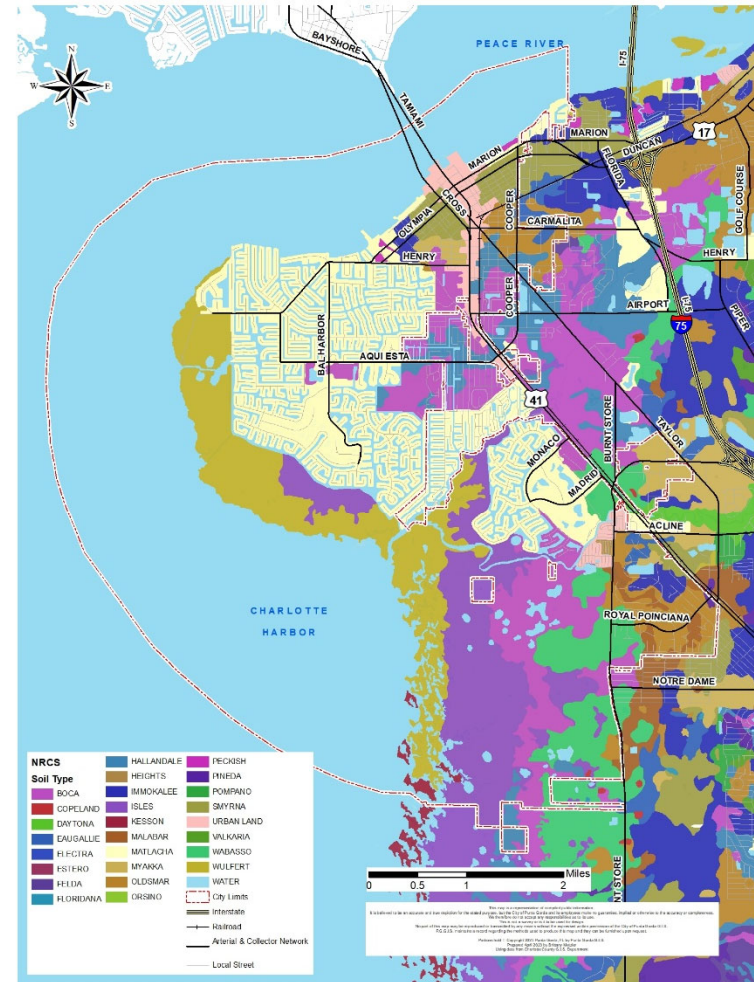 BAYSHORE
PEACE RIVER
I-75
N
W
E
S
TAMIAMI
17
MARION
DUNCAN
MARION
FLORIDA
GOLF COURSE
CROSS
COOPER
OLYMPIA
CARMALITA
HENRY
HENRY
COOPER
AIRPORT
I-75
PIPER
75
BAL HARBOR
AQUI ESTA
41
BURNT STORE
TAYLOR
MONACO
MADRID
ACLINE
CHARLOTTE
HARBOR
ROYAL POINCIANA
NOTRE DAME
NRCS
Soil Type
BOCA
COPELAND
DAYTONA
EAUGALLIE
ELECTRA
ESTERO
FELDA
FLORIDANA
HALLANDALE
HEIGHTS
IMMOKALEE
ISLES
KESSON
MALABAR
MATLACHA
MYAKKA
OLDSMAR
ORSINO
PECKISH
PINEDA
POMPANO
SMYRNA
URBAN LAND
VALKARIA
WABASSO
WULFERT
WATER
City Limits
Interstate
Railroad
Arterial & Collector Network
Local Street
Miles
0 0.5 1 2
BURNT STORE